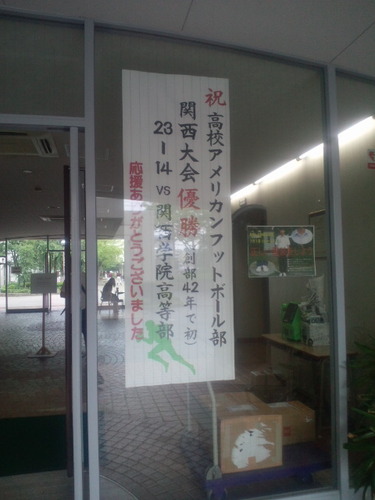 祝 高校アメリカンフットボール部
関西大会優勝(創部42年で初)
23-14 vs 関西学院高等部
応援ありがとうございました